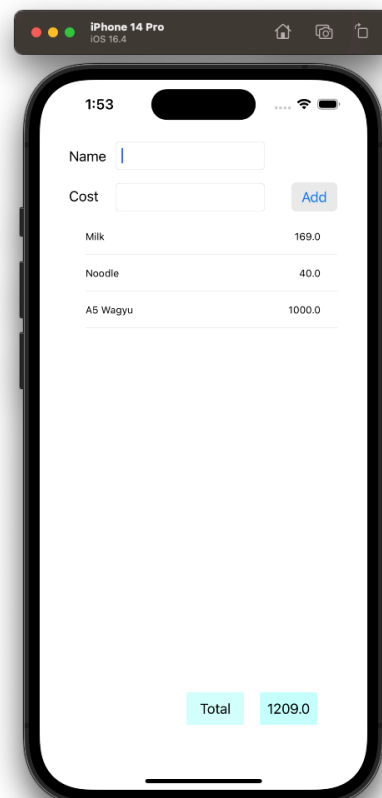 iPhone 14 Pro
iOS 16.4
1:53
Name
Cost Add
Milk 169.0
Noodle 40.0
A5 Wagyu 1000.0
Total 1209.0